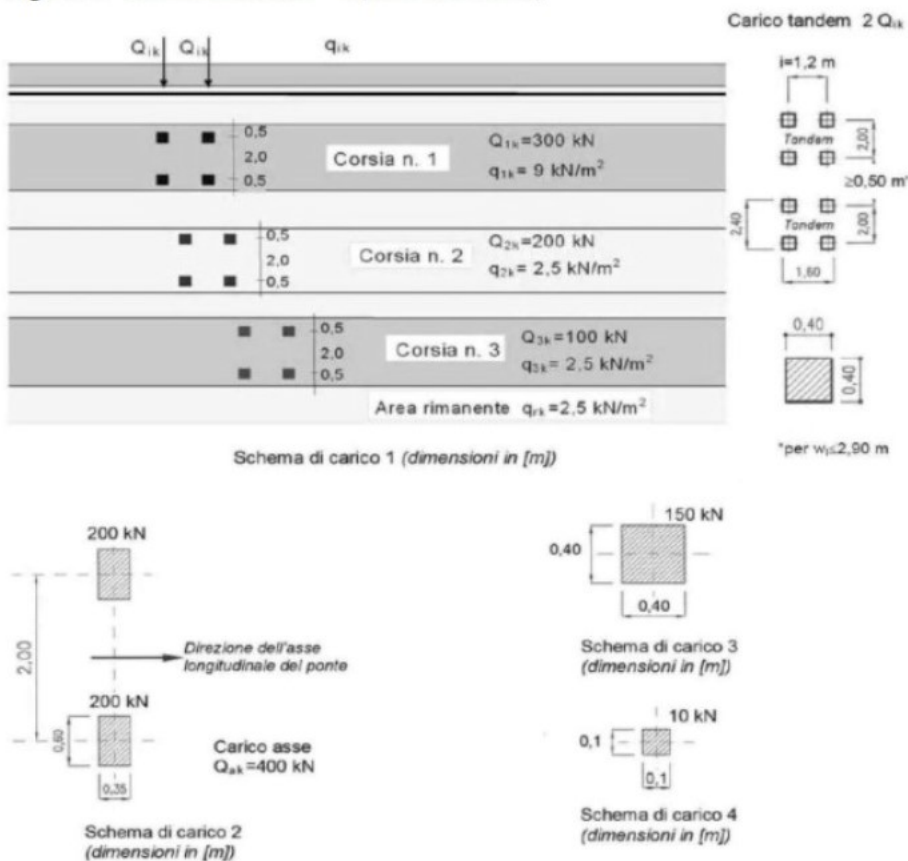 Carico tandem 2 Qik
Qik Qik qik
i=1,2 m
0,5
2,0
0,5
Corsia n. 1
Q1k=300 kN
q1k= 9 kN/m²
Tandem
2,00
≥0,50 m*
Tandem
2,00
2,40
1,60
0,5
2,0
0,5
Corsia n. 2
Q2k=200 kN
q2k= 2,5 kN/m²
0,5
2,0
0,5
Corsia n. 3
Q3k=100 kN
q3k= 2,5 kN/m²
0,40
0,40
Area rimanente qrk=2,5 kN/m²
Schema di carico 1 (dimensioni in [m])
*per wl≤2,90 m
200 kN
2,00
Direzione dell'asse
longitudinale del ponte
200 kN
0,60
0,35
Carico asse
Qak=400 kN
Schema di carico 2
(dimensioni in [m])
150 kN
0,40
0,40
Schema di carico 3
(dimensioni in [m])
10 kN
0,1
0,1
Schema di carico 4
(dimensioni in [m])